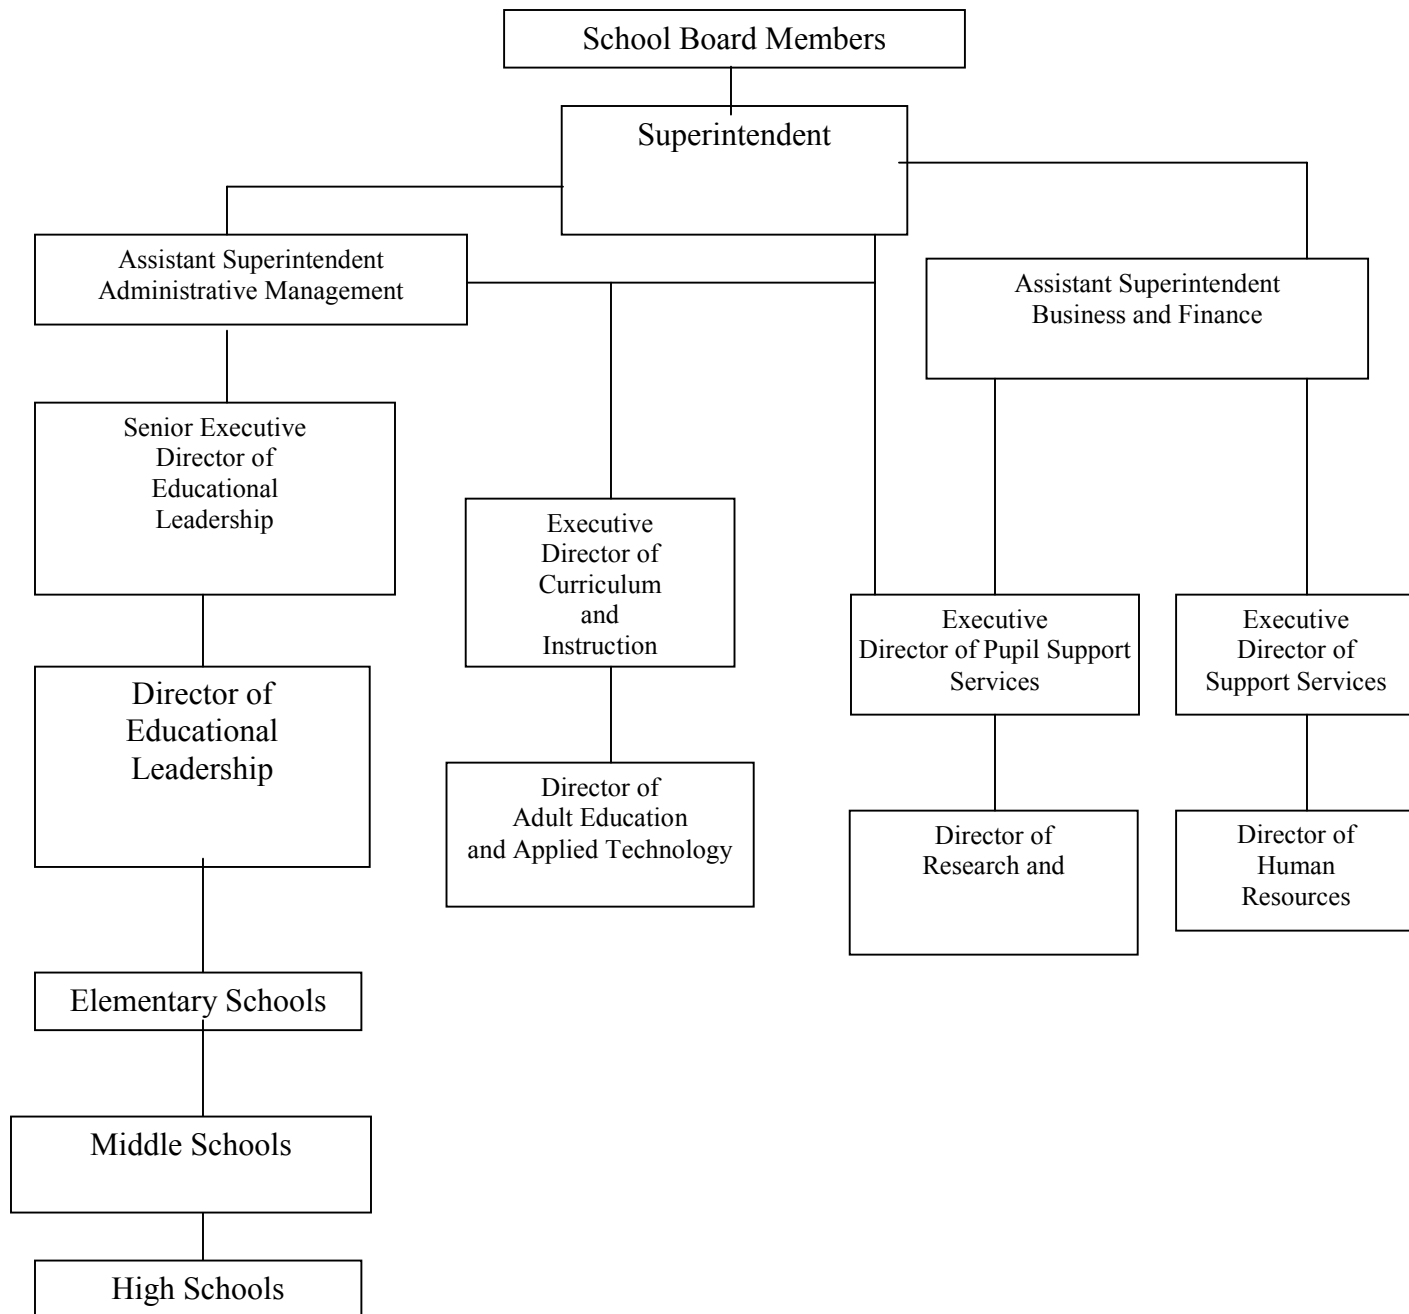 School Board Members
Superintendent
Assistant Superintendent
Administrative Management
Assistant Superintendent
Business and Finance
Senior Executive
Director of
Educational
Leadership
Executive
Director of
Curriculum
and
Instruction
Executive
Director of Pupil Support
Services
Executive
Director of
Support Services
Director of
Educational
Leadership
Director of
Adult Education
and Applied Technology
Director of
Research and
Director of
Human
Resources
Elementary Schools
Middle Schools
High Schools